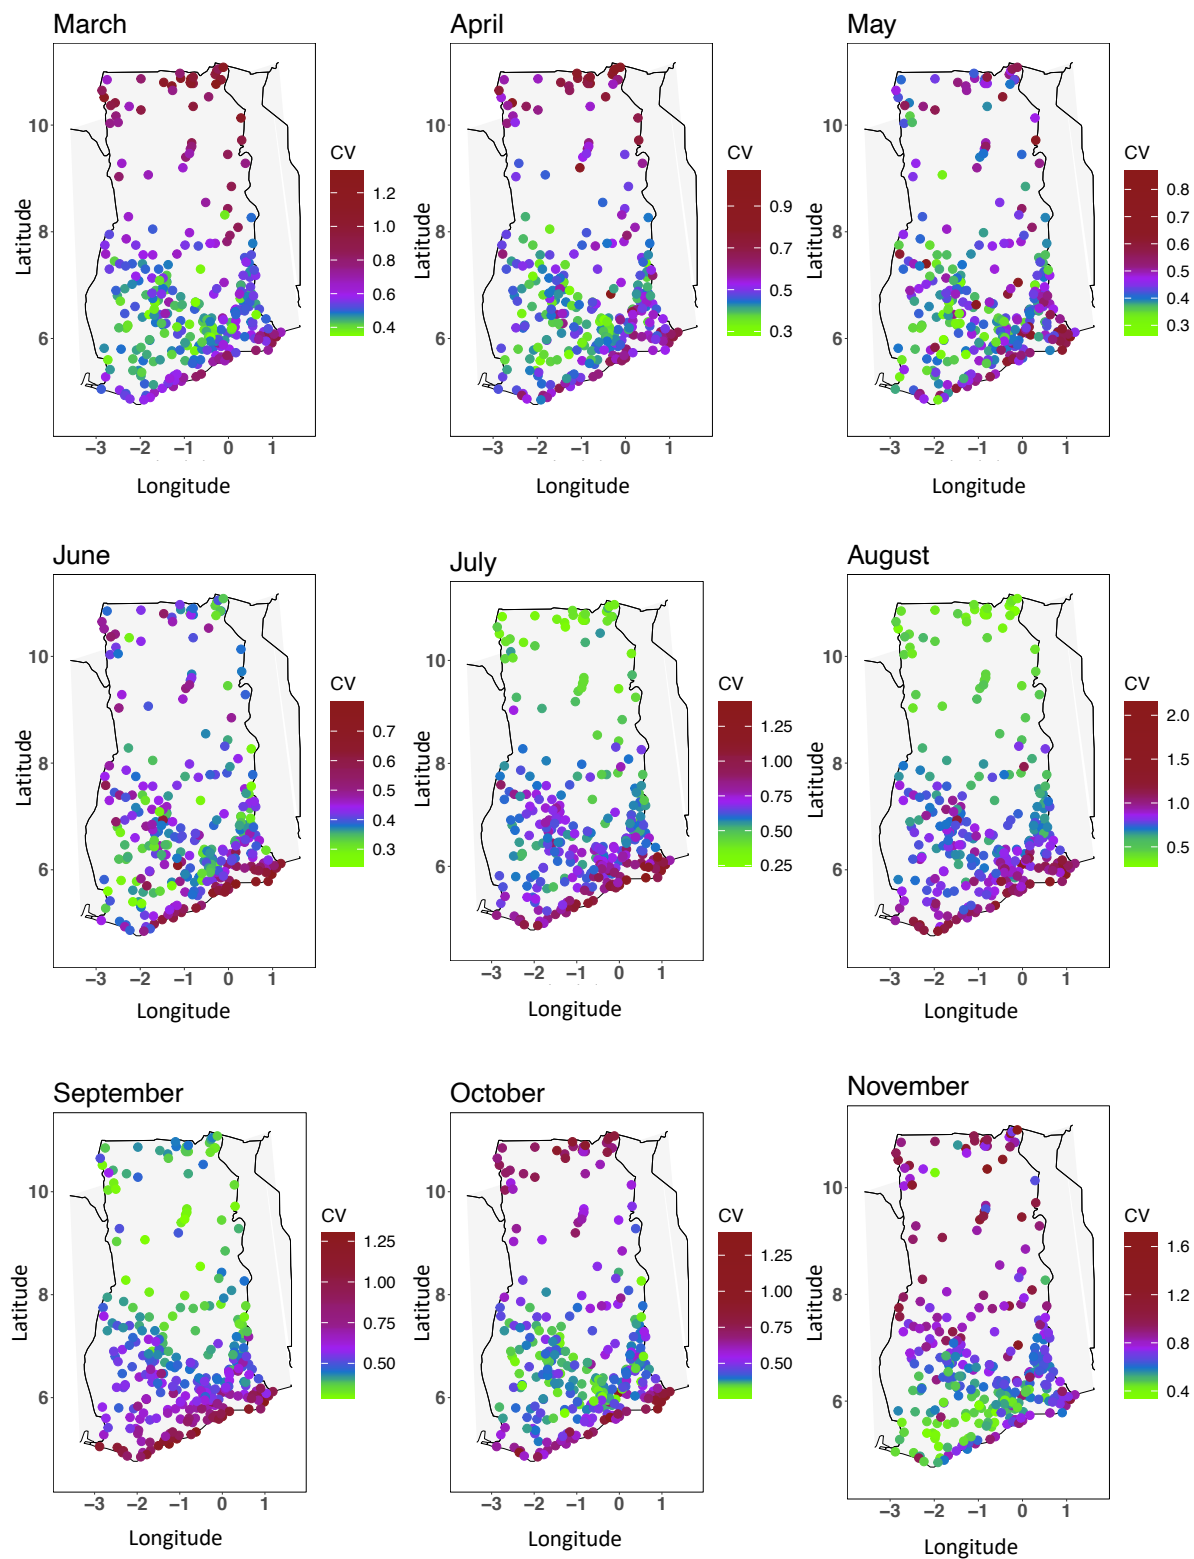 March
April
May
CV
1.2
1.0
0.8
0.6
0.4
CV
0.9
0.7
0.5
0.3
CV
0.8
0.7
0.6
0.5
0.4
0.3
10
8
6
10
8
6
10
8
6
Latitude
Latitude
Latitude
−3 −2 −1 0 1
−3 −2 −1 0 1
−3 −2 −1 0 1
Longitude
Longitude
Longitude
June
July
August
CV
0.7
0.6
0.5
0.4
0.3
CV
1.25
1.00
0.75
0.50
0.25
CV
2.0
1.5
1.0
0.5
10
8
6
10
8
6
10
8
6
Latitude
Latitude
Latitude
−3 −2 −1 0 1
−3 −2 −1 0 1
−3 −2 −1 0 1
Longitude
Longitude
Longitude
September
October
November
CV
1.25
1.00
0.75
0.50
CV
1.25
1.00
0.75
0.50
CV
1.6
1.2
0.8
0.4
10
8
6
10
8
6
10
8
6
Latitude
Latitude
Latitude
−3 −2 −1 0 1
−3 −2 −1 0 1
−3 −2 −1 0 1
Longitude
Longitude
Longitude